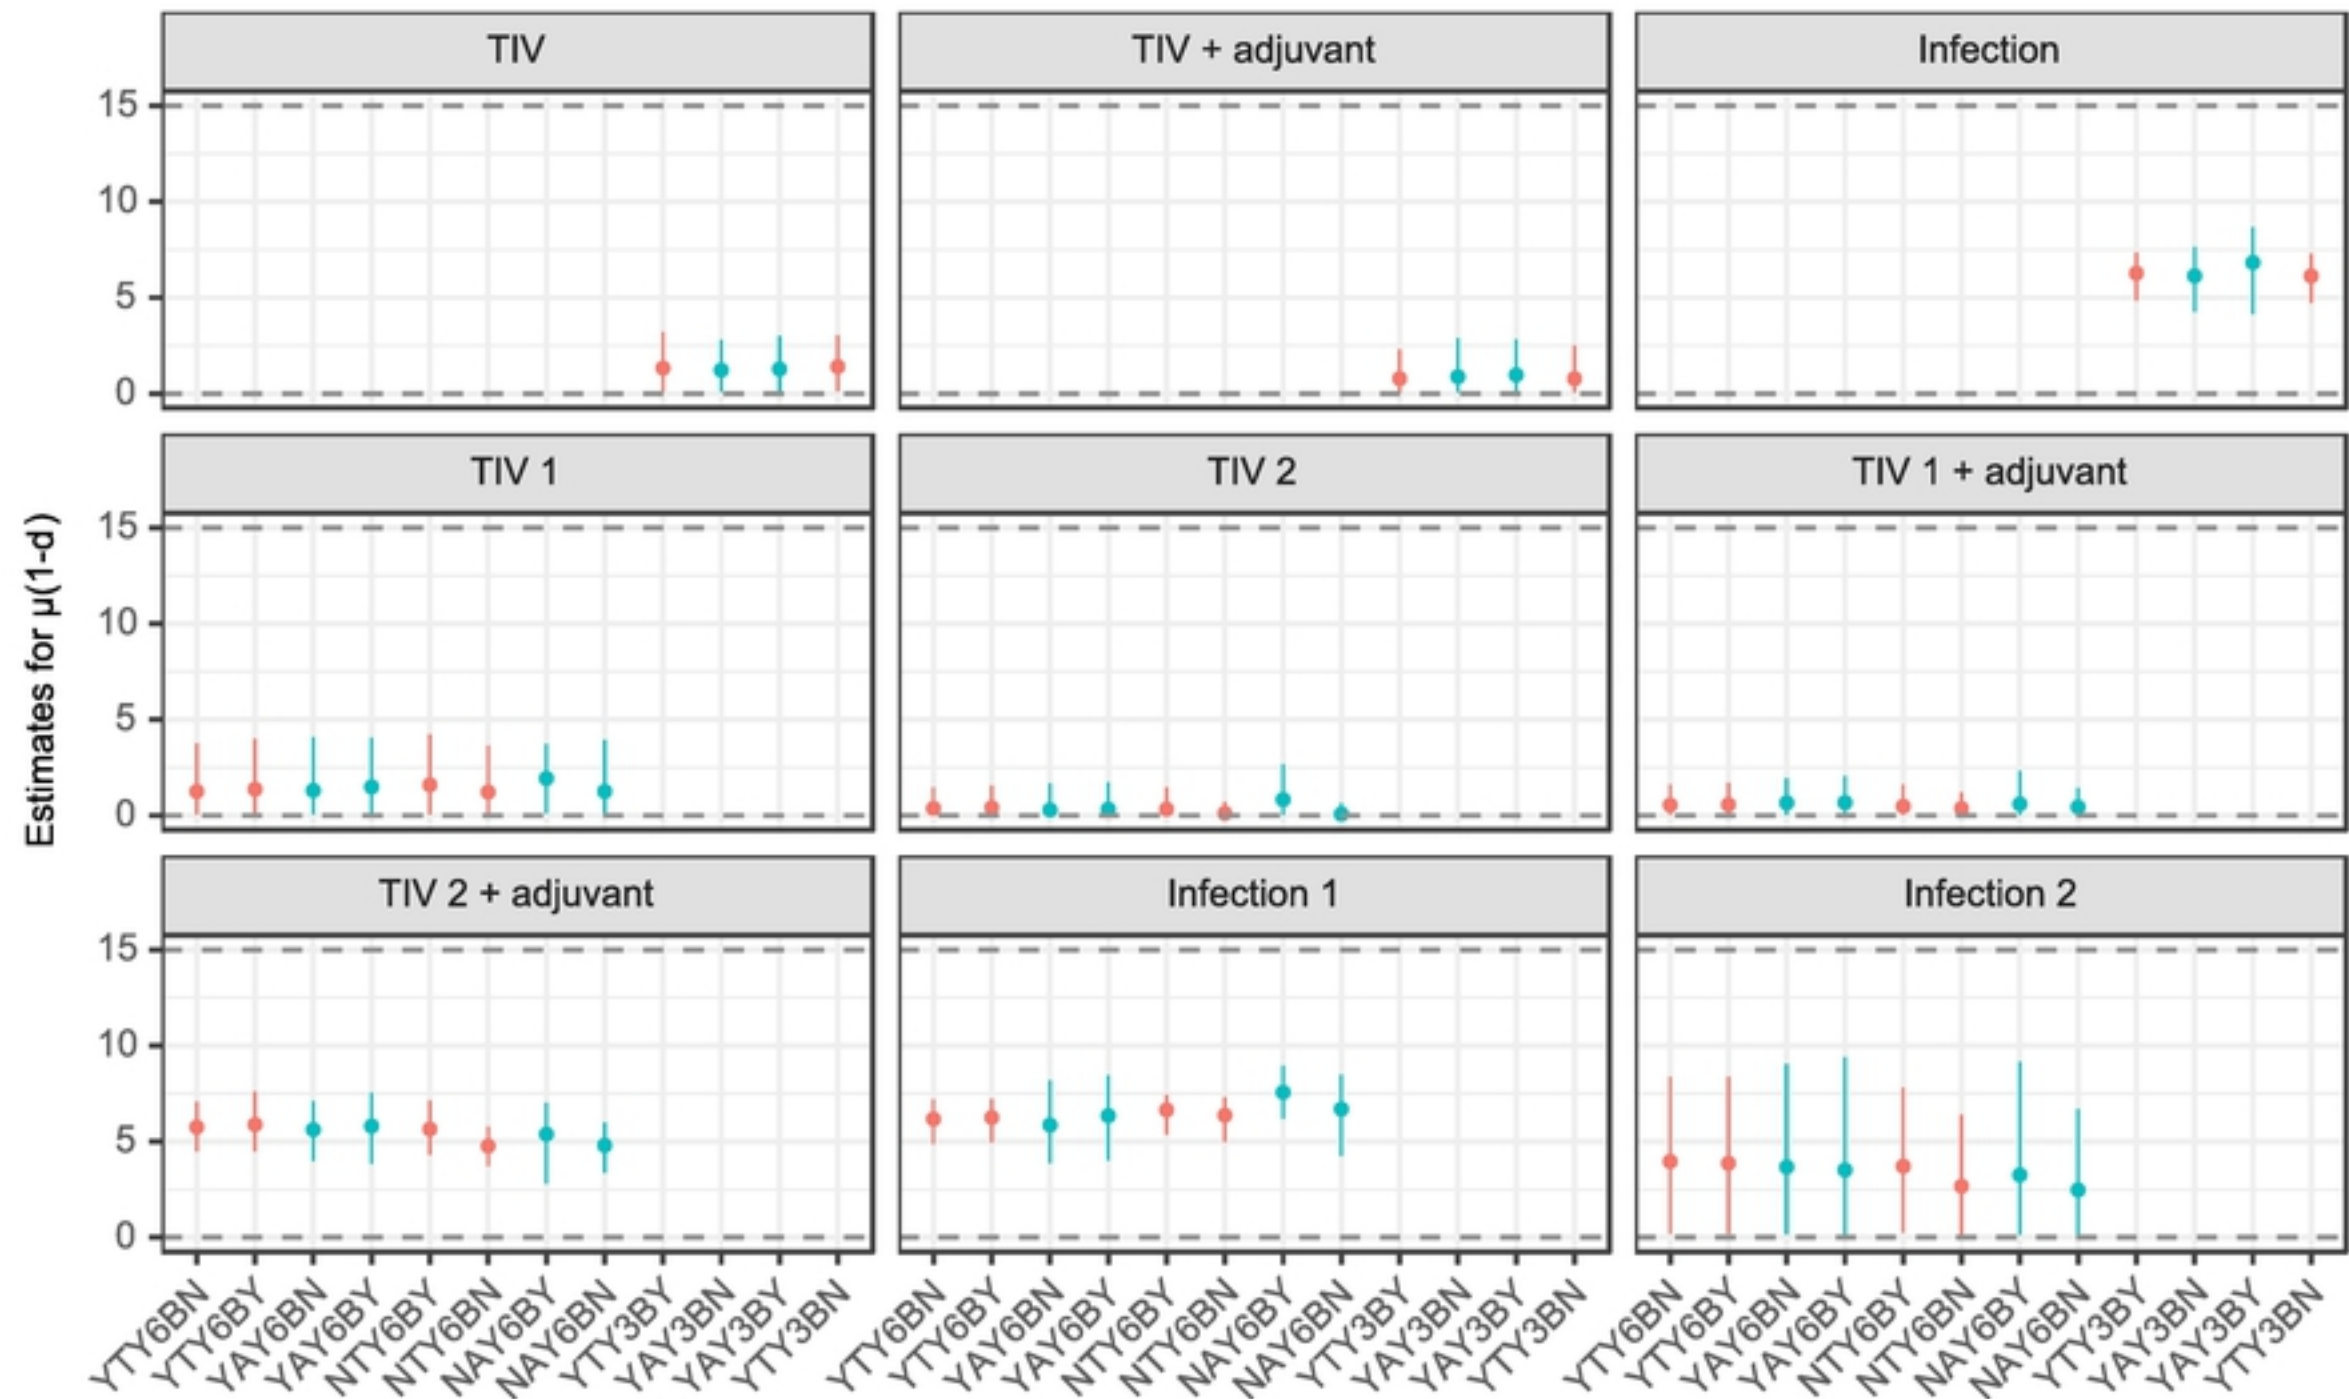 TIV
TIV + adjuvant
Infection
15
10
5
0
TIV 1
TIV 2
TIV 1 + adjuvant
15
10
5
0
Estimates for μ(1-d)
TIV 2 + adjuvant
Infection 1
Infection 2
15
10
5
0
YTY6BN YTY6BY YAY6BN YAY6BY NTY6BY NTY6BN NAY6BY NAY6BN YTY3BY YAY3BN YAY3BY YTY3BN
YTY6BN YTY6BY YAY6BN YAY6BY NTY6BY NTY6BN NAY6BY NAY6BN YTY3BY YAY3BN YAY3BY YTY3BN
YTY6BN YTY6BY YAY6BN YAY6BY NTY6BY NTY6BN NAY6BY NAY6BN YTY3BY YAY3BN YAY3BY YTY3BN